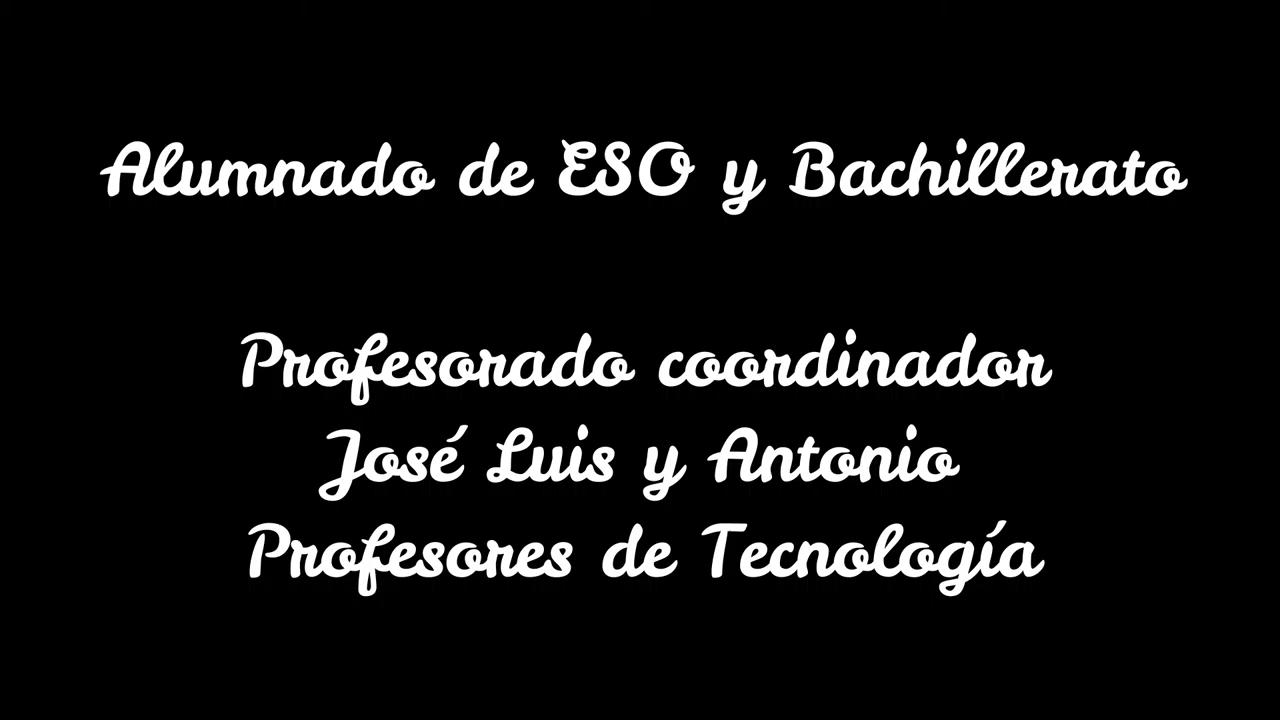 Alumnado de ESO y Bachillerato
Profesorado coordinador
José Luis y Antonio
Profesores de Tecnología